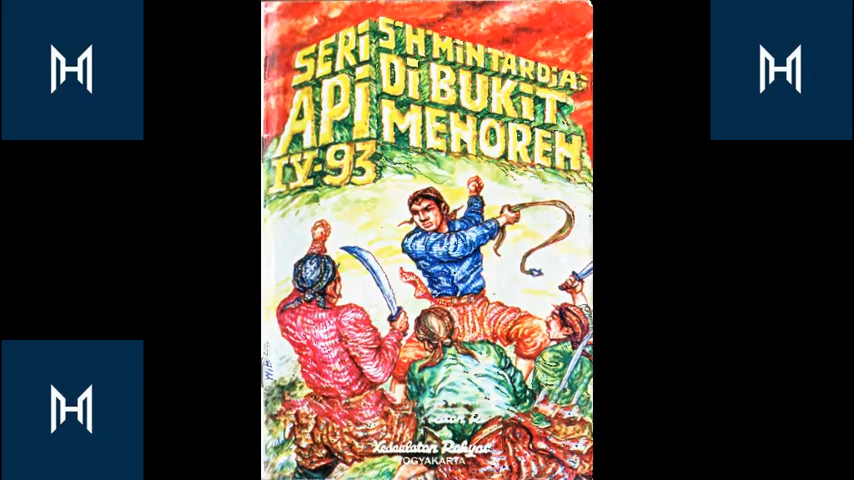 SERI
S·H MINTARDJA:
API
DI BUKIT
MENOREH
IV-93
Kedaulatan Rakyat
YOGYAKARTA